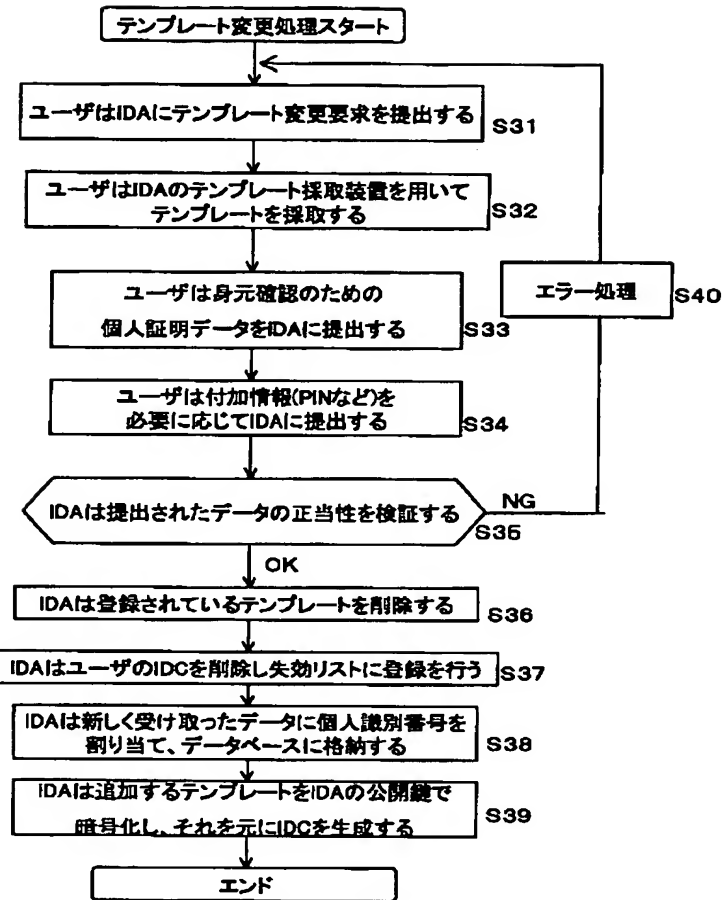 テンプレート変更処理スタート
ユーザはIDAにテンプレート変更要求を提出する
S31
ユーザはIDAのテンプレート採取装置を用いて
テンプレートを採取する
S32
ユーザは身元確認のための
個人証明データをIDAに提出する
S33
エラー処理
S40
ユーザは付加情報(PINなど)を
必要に応じてIDAに提出する
S34
IDAは提出されたデータの正当性を検証する
NG
S35
OK
IDAは登録されているテンプレートを削除する
S36
IDAはユーザのIDCを削除し失効リストに登録を行う
S37
IDAは新しく受け取ったデータに個人識別番号を
割り当て、データベースに格納する
S38
IDAは追加するテンプレートをIDAの公開鍵で
暗号化し、それを元にIDCを生成する
S39
エンド